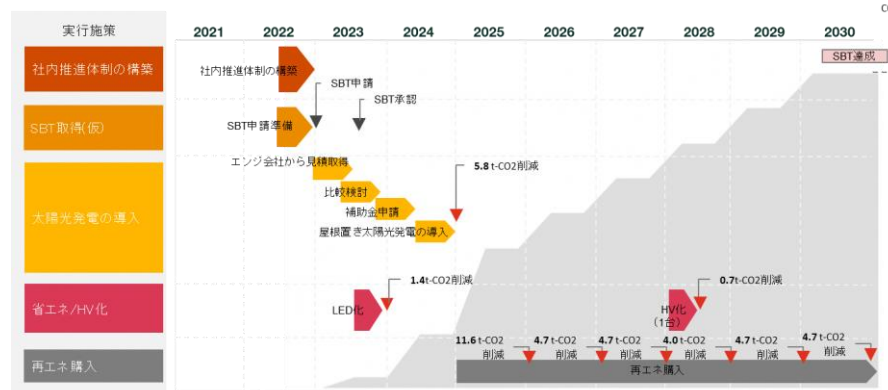 CO
実行施策 2021 2022 2023 2024 2025 2026 2027 2028 2029 2030
SBT達成
社内推進体制の構築
社内推進体制の構築
SBT申請
SBT承認
SBT取得(仮)
SBT申請準備
エンジ会社から見積取得
5.8 t-CO2削減
比較検討
太陽光発電の導入
補助金申請
屋根置き太陽光発電の導入
1.4t-CO2削減
0.7t-CO2削減
省エネ/HV化
LED化
HV化
(1台)
11.6 t-CO2
削減
4.7 t-CO2
削減
4.7 t-CO2
削減
4.0 t-CO2
削減
4.7 t-CO2
削減
4.7 t-CO2
削減
再エネ購入
再エネ購入